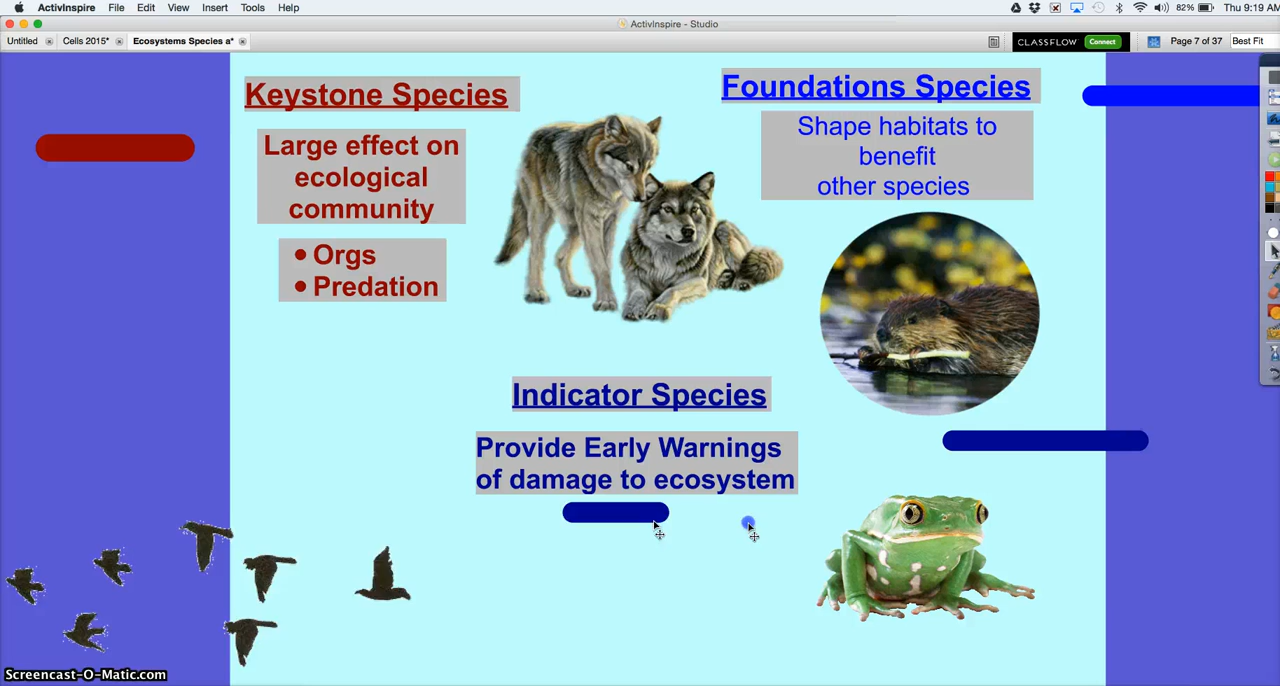 ActivInspire File Edit View Insert Tools Help 82% Thu 9:19 AM
ActivInspire - Studio
Untitled Cells 2015* Ecosystems Species a* CLASSFLOW Connect Page 7 of 37 Best Fit
Keystone Species
Large effect on
ecological
community
• Orgs
• Predation
Foundations Species
Shape habitats to
benefit
other species
Indicator Species
Provide Early Warnings
of damage to ecosystem
Screencast-O-Matic.com